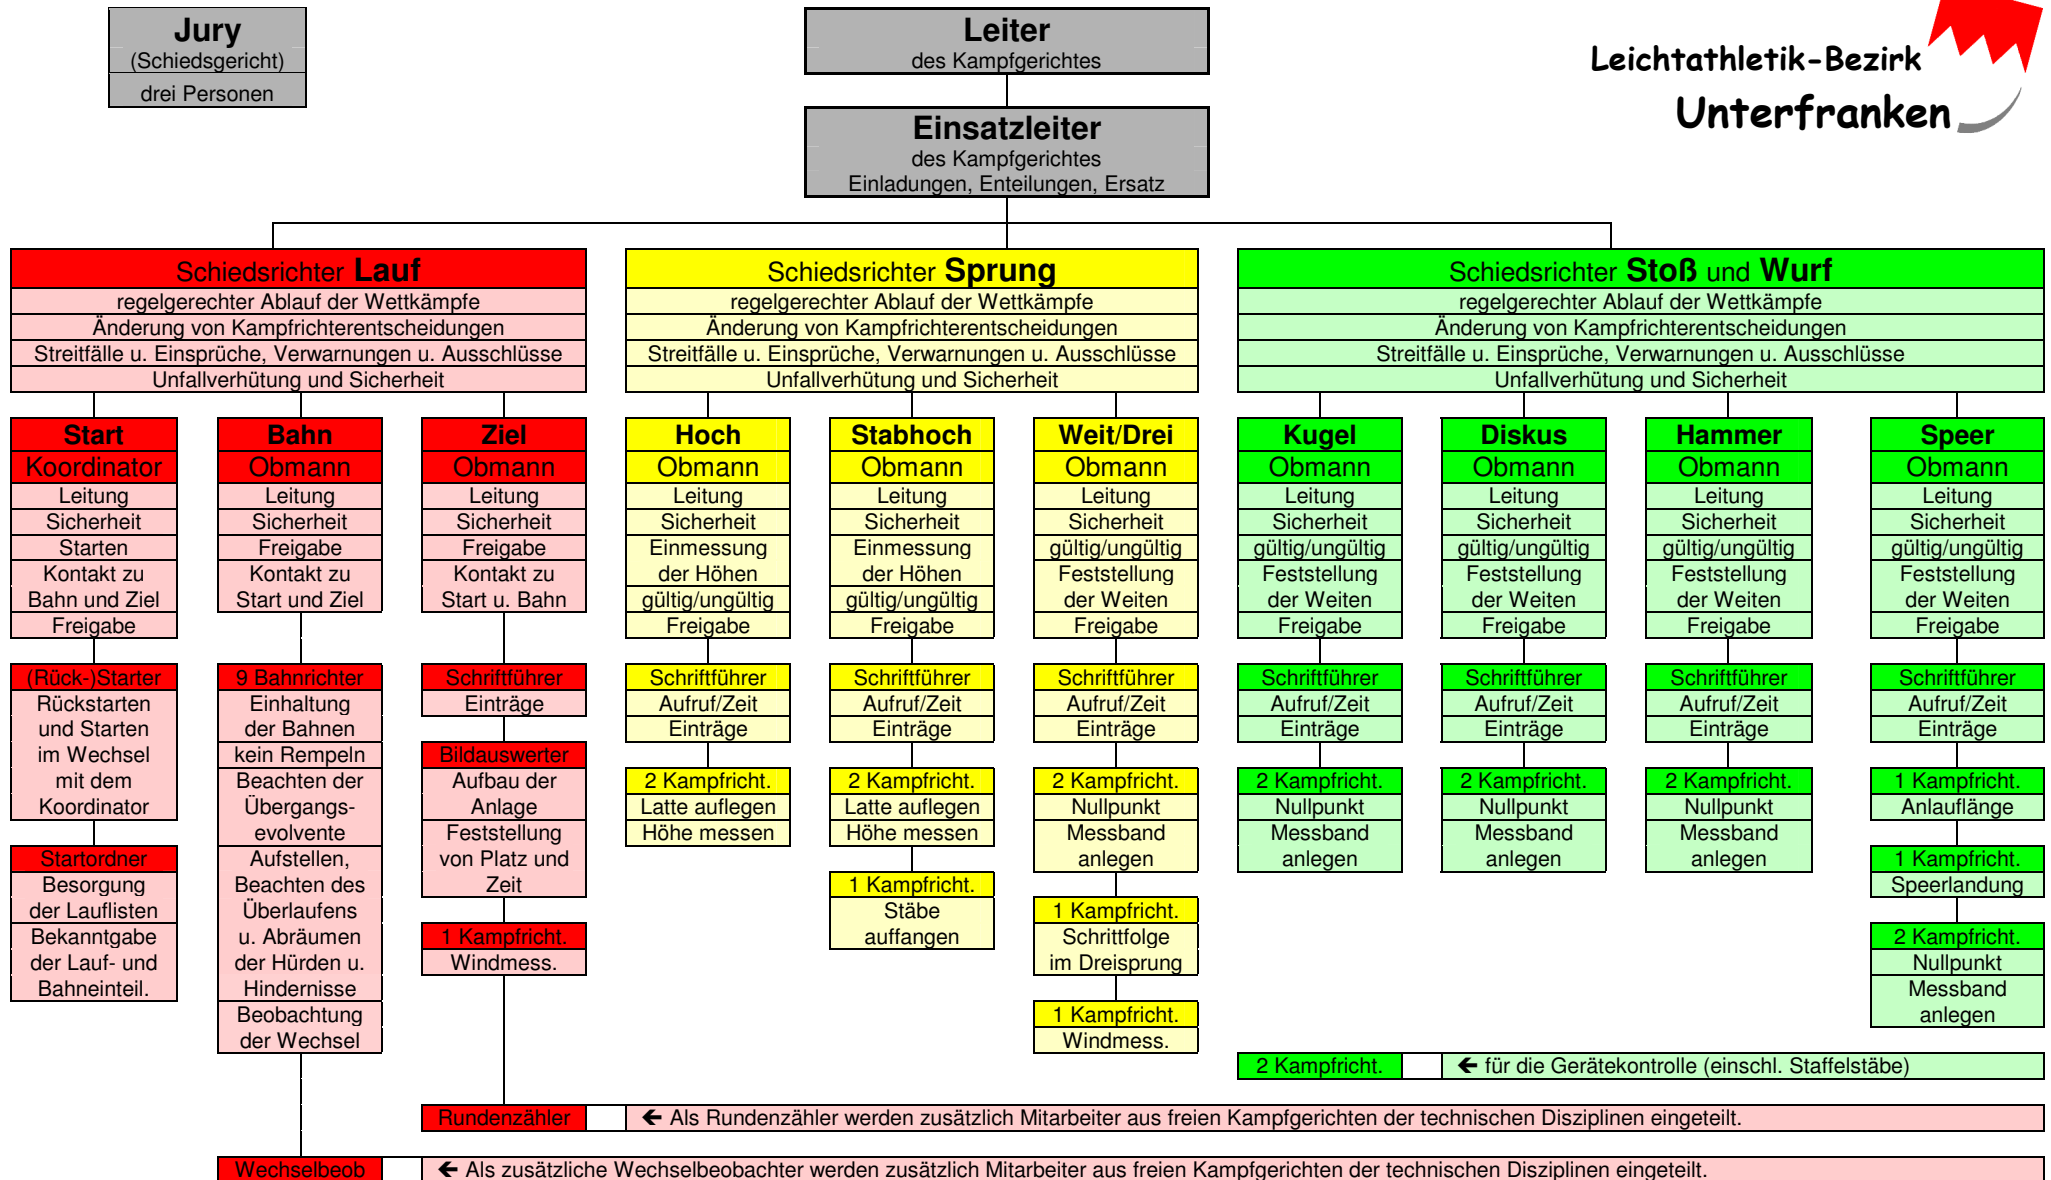 Jury
(Schiedsgericht)
drei Personen
Leiter
des Kampfgerichtes
Einsatzleiter
des Kampfgerichtes
Einladungen, Enteilungen, Ersatz
Leichtathletik-Bezirk
Unterfranken
Schiedsrichter Lauf
regelgerechter Ablauf der Wettkämpfe
Änderung von Kampfrichterentscheidungen
Streitfälle u. Einsprüche, Verwarnungen u. Ausschlüsse
Unfallverhütung und Sicherheit
Start
Koordinator
Leitung
Sicherheit
Starten
Kontakt zu
Bahn und Ziel
Freigabe
(Rück-)Starter
Rückstarten
und Starten
im Wechsel
mit dem
Koordinator
Startordner
Besorgung
der Lauflisten
Bekanntgabe
der Lauf- und
Bahneinteil.
Bahn
Obmann
Leitung
Sicherheit
Freigabe
Kontakt zu
Start und Ziel
9 Bahnrichter
Einhaltung
der Bahnen
kein Rempeln
Beachten der
Übergangs-
evolvente
Aufstellen,
Beachten des
Überlaufens
u. Abräumen
der Hürden u.
Hindernisse
Beobachtung
der Wechsel
Ziel
Obmann
Leitung
Sicherheit
Freigabe
Kontakt zu
Start u. Bahn
Schriftführer
Einträge
Bildauswerter
Aufbau der
Anlage
Feststellung
von Platz und
Zeit
1 Kampfricht.
Windmess.
Schiedsrichter Sprung
regelgerechter Ablauf der Wettkämpfe
Änderung von Kampfrichterentscheidungen
Streitfälle u. Einsprüche, Verwarnungen u. Ausschlüsse
Unfallverhütung und Sicherheit
Hoch
Obmann
Leitung
Sicherheit
Einmessung
der Höhen
gültig/ungültig
Freigabe
Schriftführer
Aufruf/Zeit
Einträge
2 Kampfricht.
Latte auflegen
Höhe messen
Stabhoch
Obmann
Leitung
Sicherheit
Einmessung
der Höhen
gültig/ungültig
Freigabe
Schriftführer
Aufruf/Zeit
Einträge
2 Kampfricht.
Latte auflegen
Höhe messen
1 Kampfricht.
Stäbe
auffangen
Weit/Drei
Obmann
Leitung
Sicherheit
gültig/ungültig
Feststellung
der Weiten
Freigabe
Schriftführer
Aufruf/Zeit
Einträge
2 Kampfricht.
Nullpunkt
Messband
anlegen
1 Kampfricht.
Schrittfolge
im Dreisprung
1 Kampfricht.
Windmess.
Schiedsrichter Stoß und Wurf
regelgerechter Ablauf der Wettkämpfe
Änderung von Kampfrichterentscheidungen
Streitfälle u. Einsprüche, Verwarnungen u. Ausschlüsse
Unfallverhütung und Sicherheit
Kugel
Obmann
Leitung
Sicherheit
gültig/ungültig
Feststellung
der Weiten
Freigabe
Schriftführer
Aufruf/Zeit
Einträge
2 Kampfricht.
Nullpunkt
Messband
anlegen
Diskus
Obmann
Leitung
Sicherheit
gültig/ungültig
Feststellung
der Weiten
Freigabe
Schriftführer
Aufruf/Zeit
Einträge
2 Kampfricht.
Nullpunkt
Messband
anlegen
Hammer
Obmann
Leitung
Sicherheit
gültig/ungültig
Feststellung
der Weiten
Freigabe
Schriftführer
Aufruf/Zeit
Einträge
2 Kampfricht.
Nullpunkt
Messband
anlegen
Speer
Obmann
Leitung
Sicherheit
gültig/ungültig
Feststellung
der Weiten
Freigabe
Schriftführer
Aufruf/Zeit
Einträge
1 Kampfricht.
Anlauflänge
1 Kampfricht.
Speerlandung
2 Kampfricht.
Nullpunkt
Messband
anlegen
2 Kampfricht. ← für die Gerätekontrolle (einschl. Staffelstäbe)
Rundenzähler ← Als Rundenzähler werden zusätzlich Mitarbeiter aus freien Kampfgerichten der technischen Disziplinen eingeteilt.
Wechselbeob ← Als zusätzliche Wechselbeobachter werden zusätzlich Mitarbeiter aus freien Kampfgerichten der technischen Disziplinen eingeteilt.